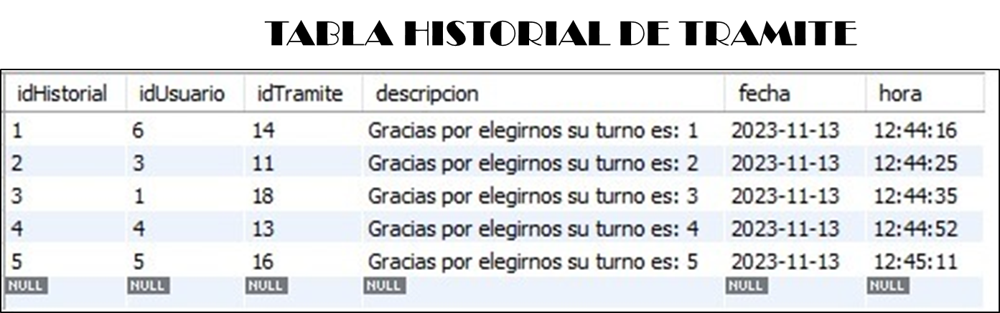 TABLA HISTORIAL DE TRAMITE
idHistorial idUsuario idTramite descripcion fecha hora
1 6 14 Gracias por elegirnos su turno es: 1 2023-11-13 12:44:16
2 3 11 Gracias por elegirnos su turno es: 2 2023-11-13 12:44:25
3 1 18 Gracias por elegirnos su turno es: 3 2023-11-13 12:44:35
4 4 13 Gracias por elegirnos su turno es: 4 2023-11-13 12:44:52
5 5 16 Gracias por elegirnos su turno es: 5 2023-11-13 12:45:11
NULL NULL NULL NULL NULL NULL